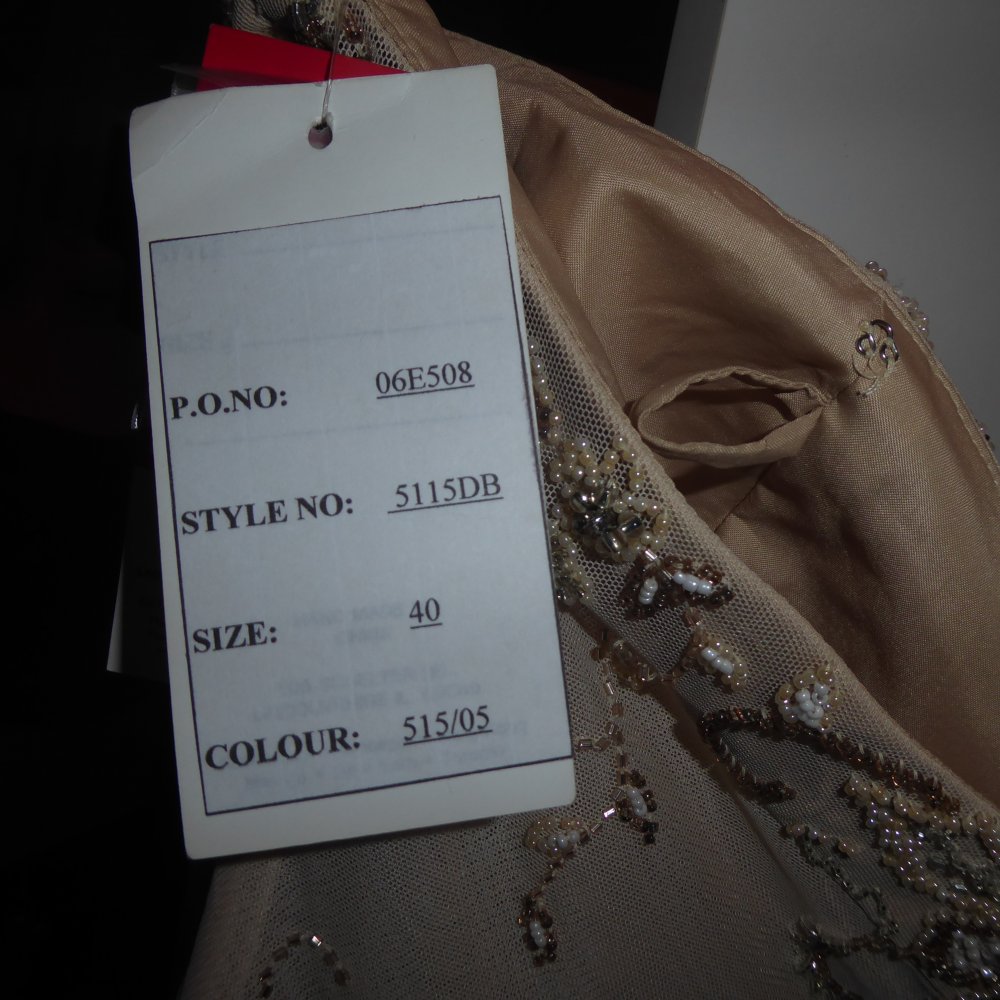 P.O.NO: 06E508
STYLE NO: 5115DB
SIZE: 40
COLOUR: 515/05